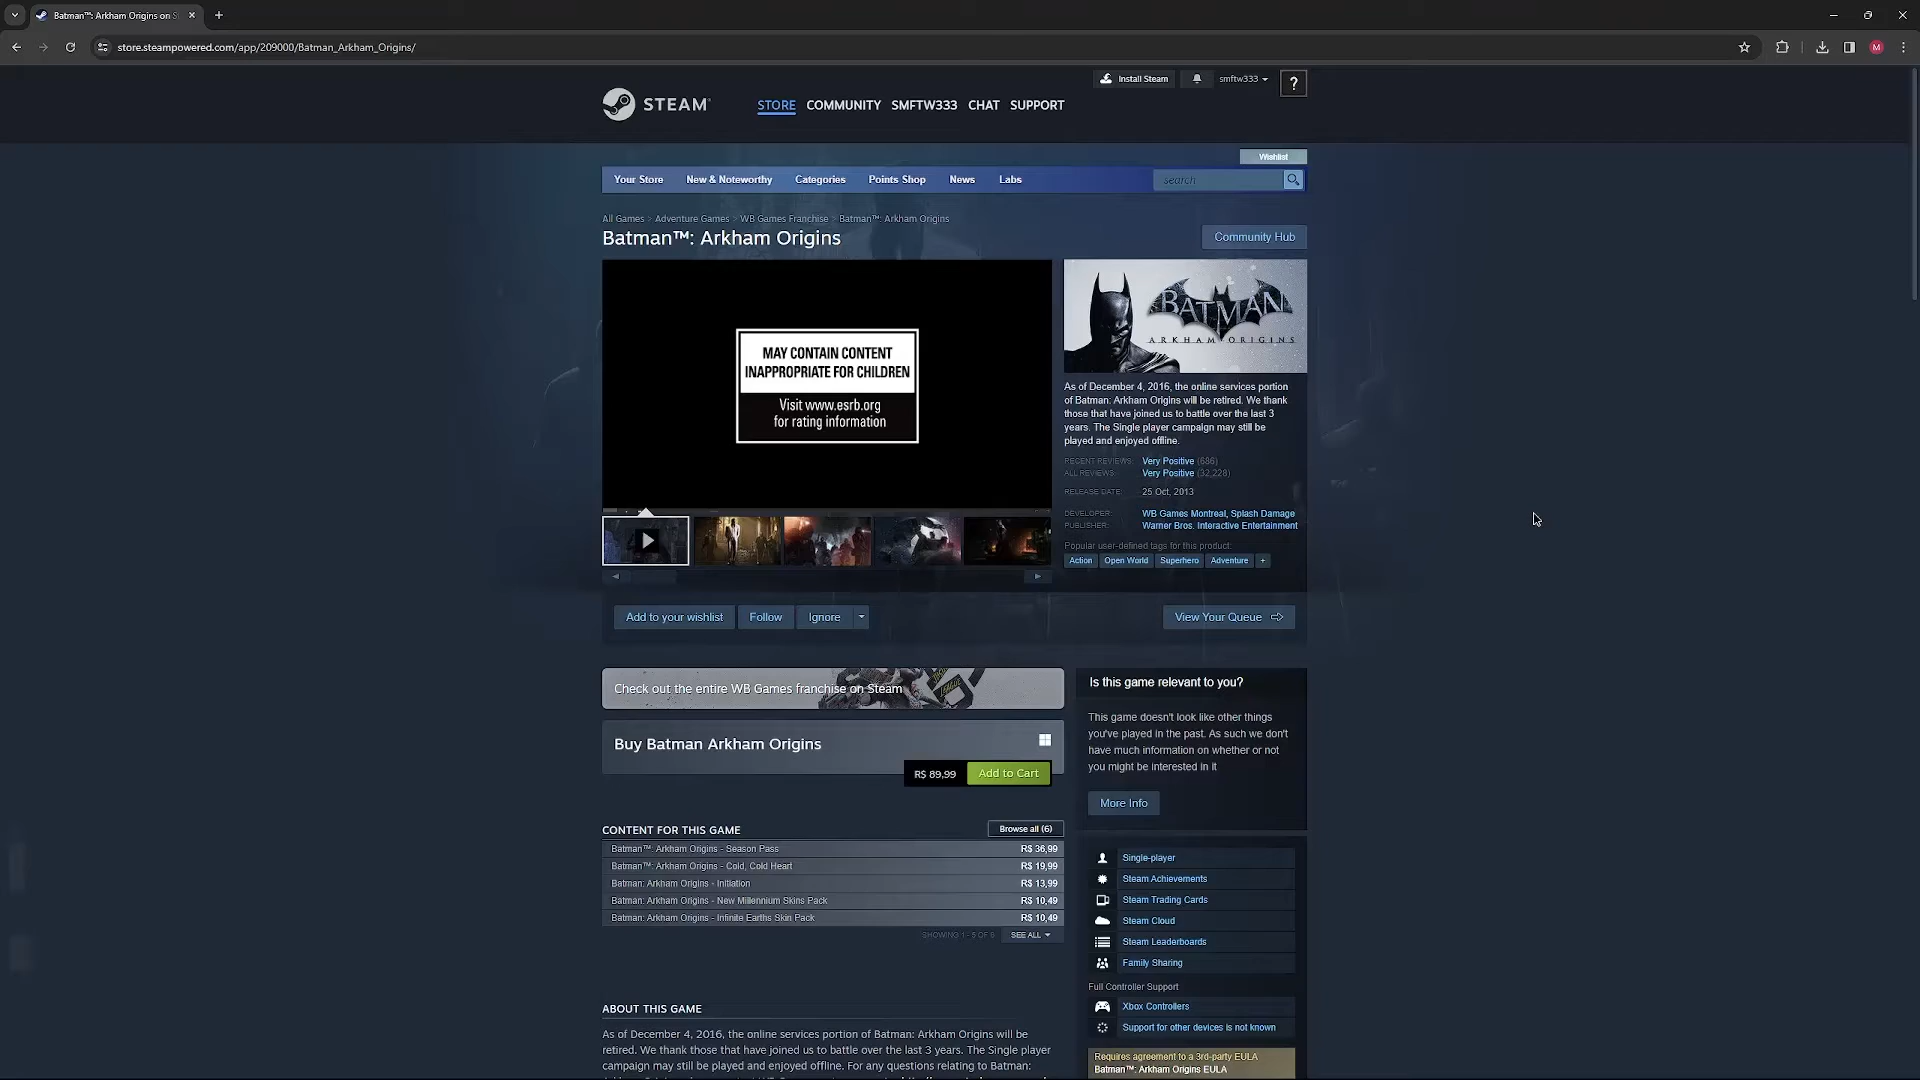 Batman™: Arkham Origins on S
store.steampowered.com/app/209000/Batman_Arkham_Origins/
M
Install Steam
smftw333
?
STEAM
STORE COMMUNITY SMFTW333 CHAT SUPPORT
Wishlist
Your Store New & Noteworthy Categories Points Shop News Labs
search
All Games > Adventure Games > WB Games Franchise > Batman™: Arkham Origins
Batman™: Arkham Origins
Community Hub
MAY CONTAIN CONTENT
INAPPROPRIATE FOR CHILDREN
Visit www.esrb.org
for rating information
BATMAN
ARKHAM ORIGINS
As of December 4, 2016, the online services portion
of Batman: Arkham Origins will be retired. We thank
those that have joined us to battle over the last 3
years. The Single player campaign may still be
played and enjoyed offline.
RECENT REVIEWS: Very Positive (686)
ALL REVIEWS: Very Positive (32,228)
RELEASE DATE: 25 Oct, 2013
DEVELOPER: WB Games Montreal, Splash Damage
PUBLISHER: Warner Bros. Interactive Entertainment
Popular user-defined tags for this product:
Action Open World Superhero Adventure +
Add to your wishlist Follow Ignore
View Your Queue
Check out the entire WB Games franchise on Steam
Buy Batman Arkham Origins
R$ 89,99 Add to Cart
Is this game relevant to you?
This game doesn't look like other things
you've played in the past. As such we don't
have much information on whether or not
you might be interested in it
More Info
CONTENT FOR THIS GAME
Browse all (6)
Batman™: Arkham Origins - Season Pass R$ 36,99
Batman™: Arkham Origins - Cold, Cold Heart R$ 19,99
Batman: Arkham Origins - Initiation R$ 13,99
Batman: Arkham Origins - New Millennium Skins Pack R$ 10,49
Batman: Arkham Origins - Infinite Earths Skin Pack R$ 10,49
SHOWING 1 - 5 OF 6 SEE ALL
Single-player
Steam Achievements
Steam Trading Cards
Steam Cloud
Steam Leaderboards
Family Sharing
Full Controller Support
Xbox Controllers
Support for other devices is not known
Requires agreement to a 3rd-party EULA
Batman™: Arkham Origins EULA
ABOUT THIS GAME
As of December 4, 2016, the online services portion of Batman: Arkham Origins will be
retired. We thank those that have joined us to battle over the last 3 years. The Single player
campaign may still be played and enjoyed offline. For any questions relating to Batman: